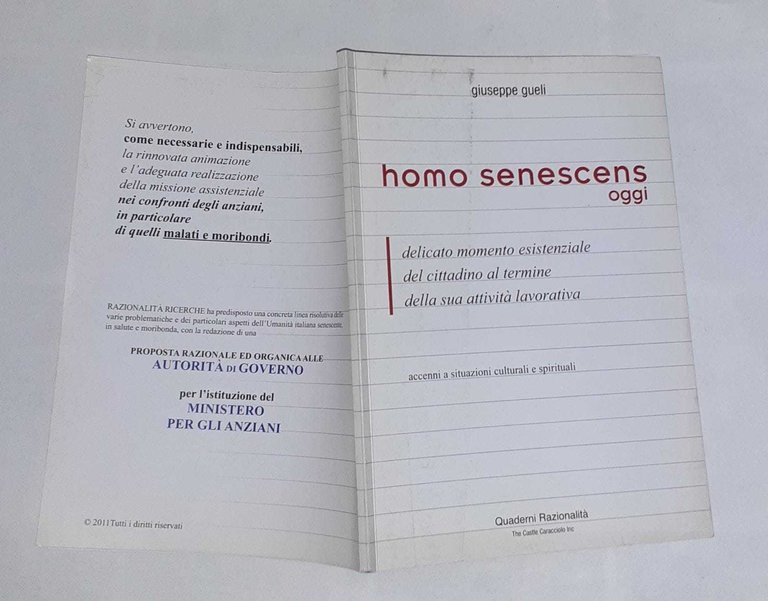 Si avvertono,
come necessarie e indispensabili,
la rinnovata animazione
e l'adeguata realizzazione
della missione assistenziale
nei confronti degli anziani,
in particolare
di quelli malati e moribondi.
RAZIONALITÀ RICERCHE ha predisposto una concreta linea risolutiva delle
varie problematiche e dei particolari aspetti dell'Umanità italiana senescente,
in salute e moribonda, con la redazione di una
PROPOSTA RAZIONALE ED ORGANICA ALLE
AUTORITÀ DI GOVERNO
per l'istituzione del
MINISTERO
PER GLI ANZIANI
© 2011 Tutti i diritti riservati
giuseppe gueli
homo senescens
oggi
delicato momento esistenziale
del cittadino al termine
della sua attività lavorativa
accenni a situazioni culturali e spirituali
Quaderni Razionalità
The Castle Caracciolo Inc